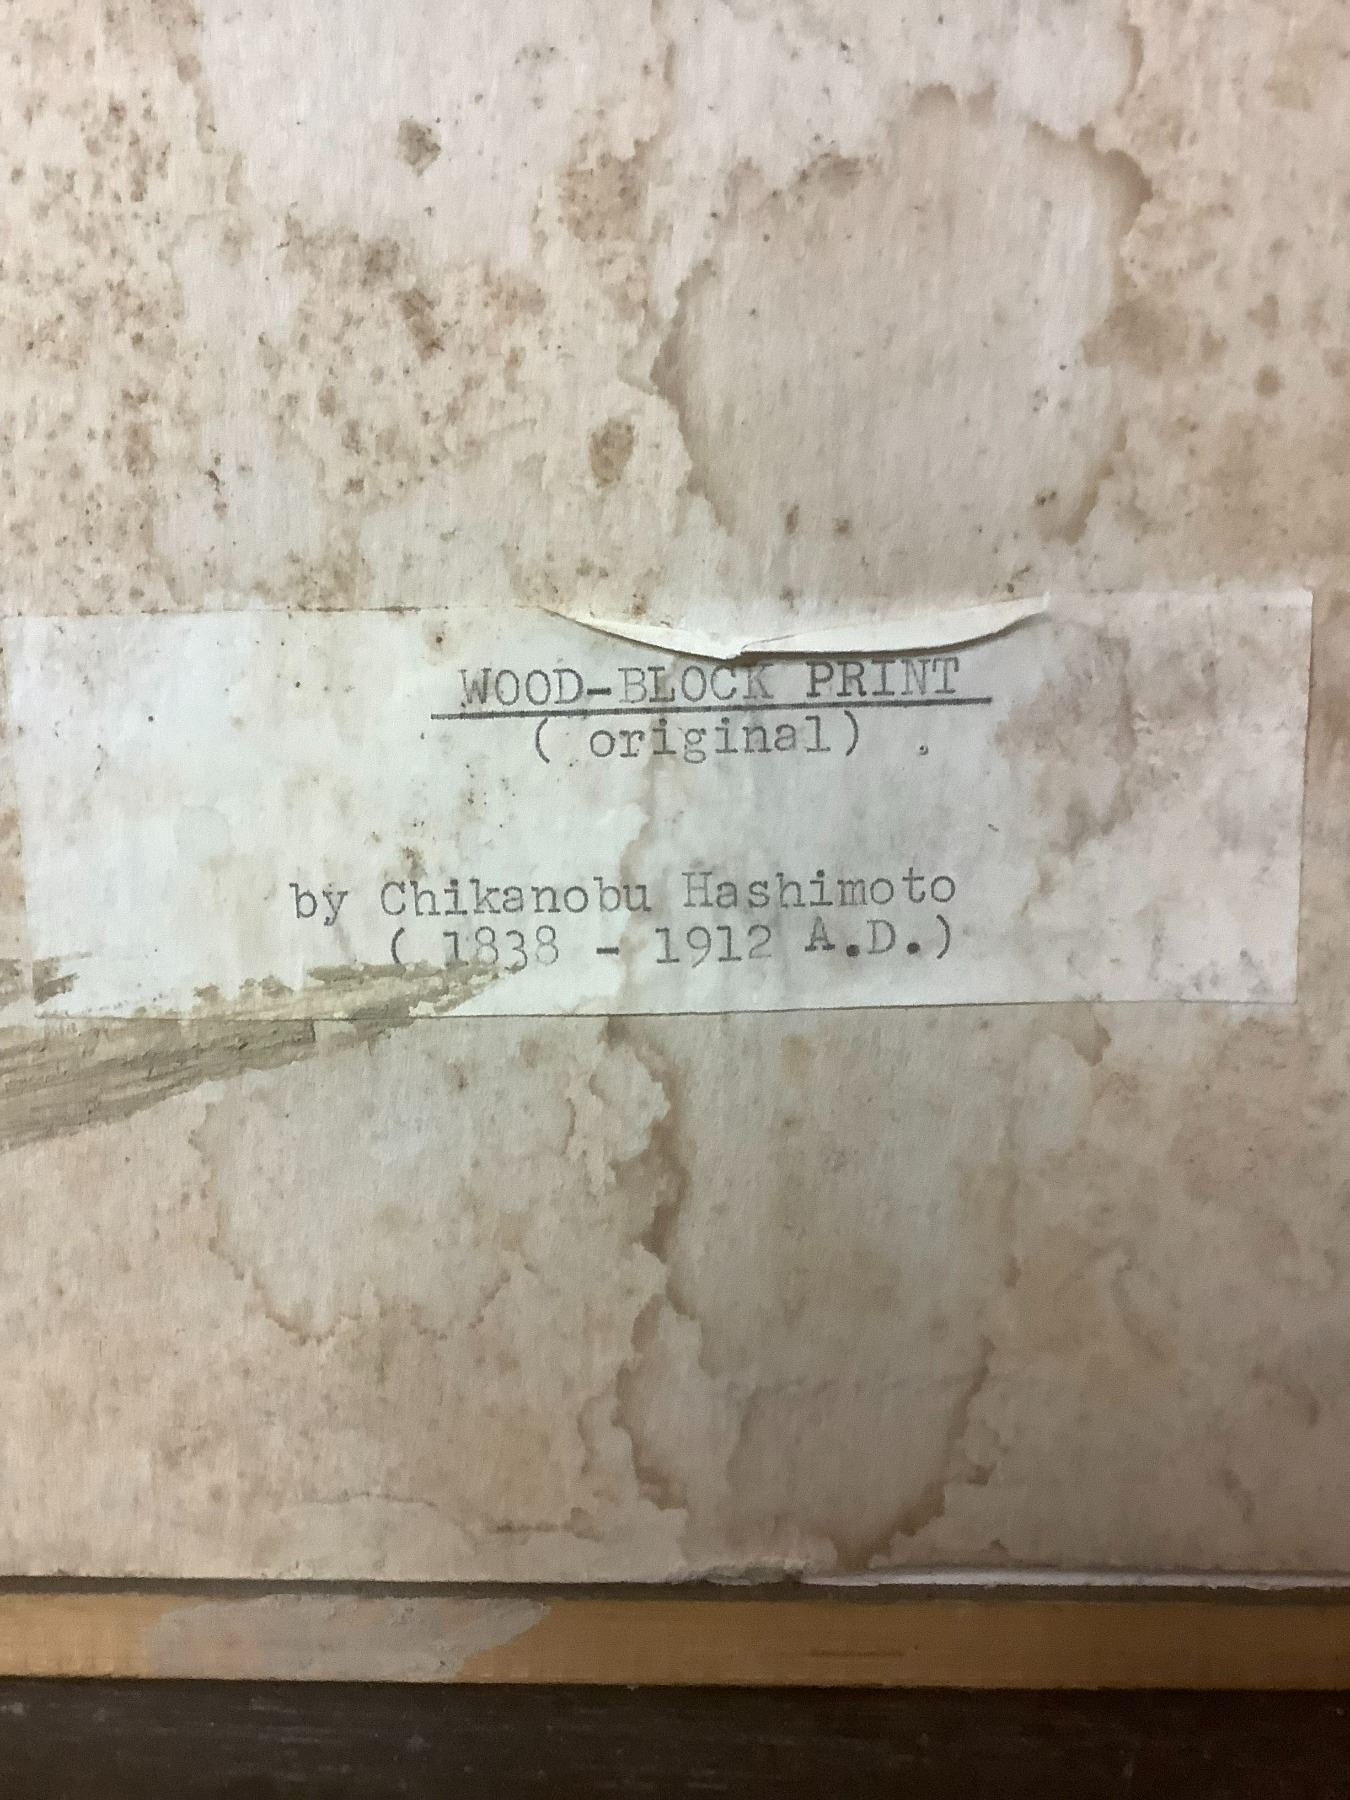 WOOD-BLOCK PRINT
( original) .
by Chikanobu Hashimoto
( 1838 - 1912 A.D.)